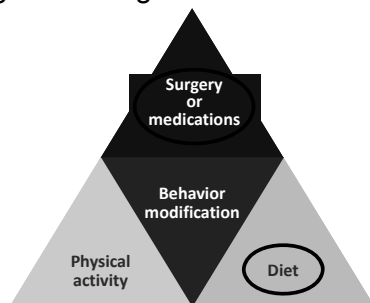 Surgery
or
medications
Behavior
modification
Physical
activity
Diet